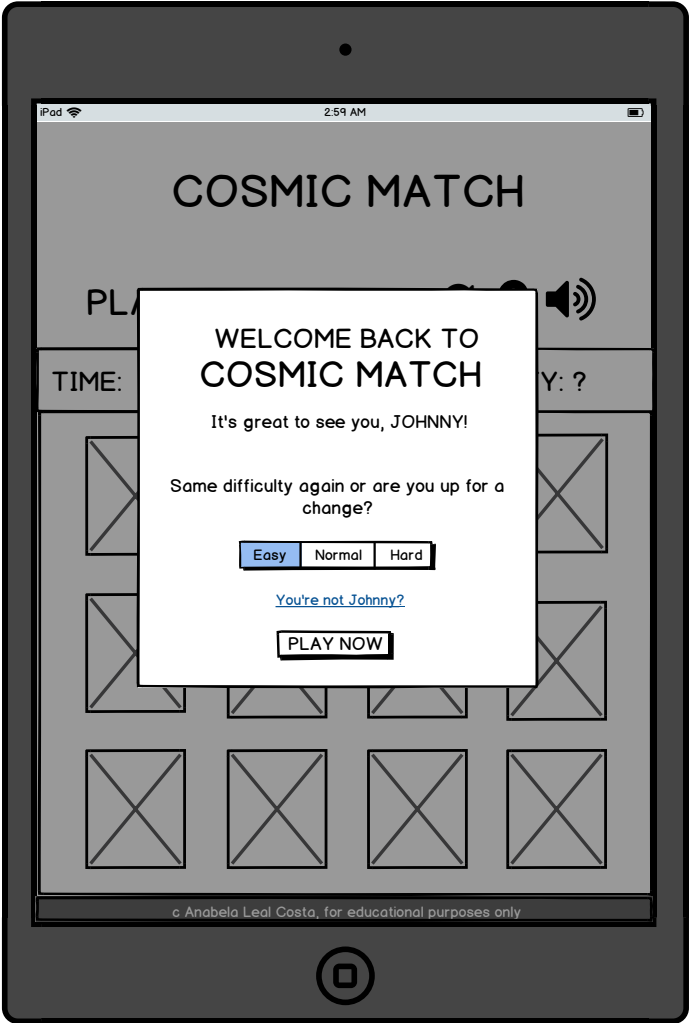 iPad 2:59 AM
COSMIC MATCH
WELCOME BACK TO
COSMIC MATCH
TIME:
Y: ?
It's great to see you, JOHNNY!
Same difficulty again or are you up for a
change?
Easy Normal Hard
You're not Johnny?
PLAY NOW
c Anabela Leal Costa, for educational purposes only